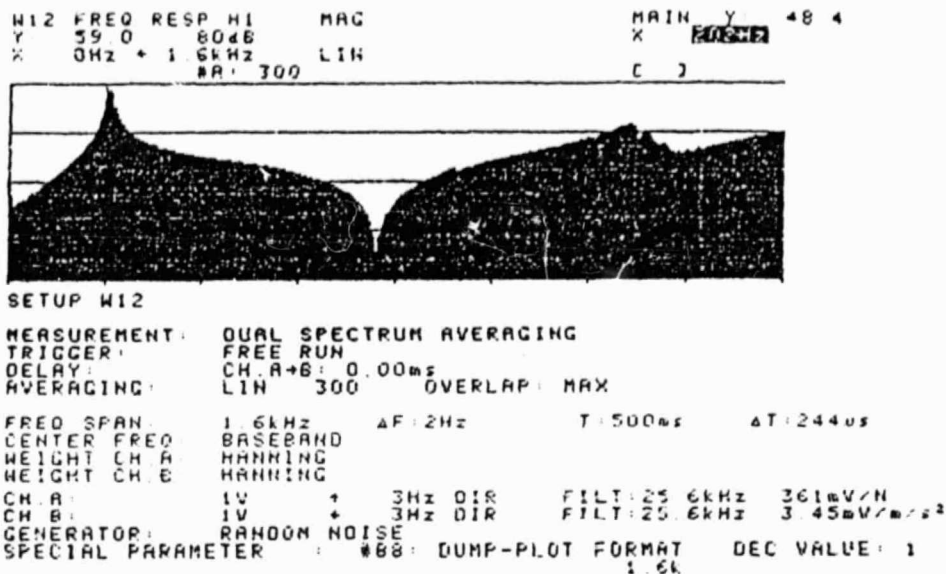 W12 FREQ RESP H1 MAG MAIN Y: 48.4
Y: 59.0 80dB X: 202Hz
X: 0Hz + 1.6kHz LIN
#A: 300 [ ]
SETUP W12
MEASUREMENT: DUAL SPECTRUM AVERAGING
TRIGGER: FREE RUN
DELAY: CH.A→B: 0.00ms
AVERAGING: LIN 300 OVERLAP: MAX
FREQ SPAN: 1.6kHz ΔF:2Hz T:500ms ΔT:244us
CENTER FREQ: BASEBAND
WEIGHT CH.A: HANNING
WEIGHT CH.B: HANNING
CH.A: 1V + 3Hz DIR FILT:25.6kHz 361mV/N
CH.B: 1V + 3Hz DIR FILT:25.6kHz 3.45mV/m/s²
GENERATOR: RANDOM NOISE
SPECIAL PARAMETER : #88: DUMP-PLOT FORMAT DEC VALUE: 1
1.6k